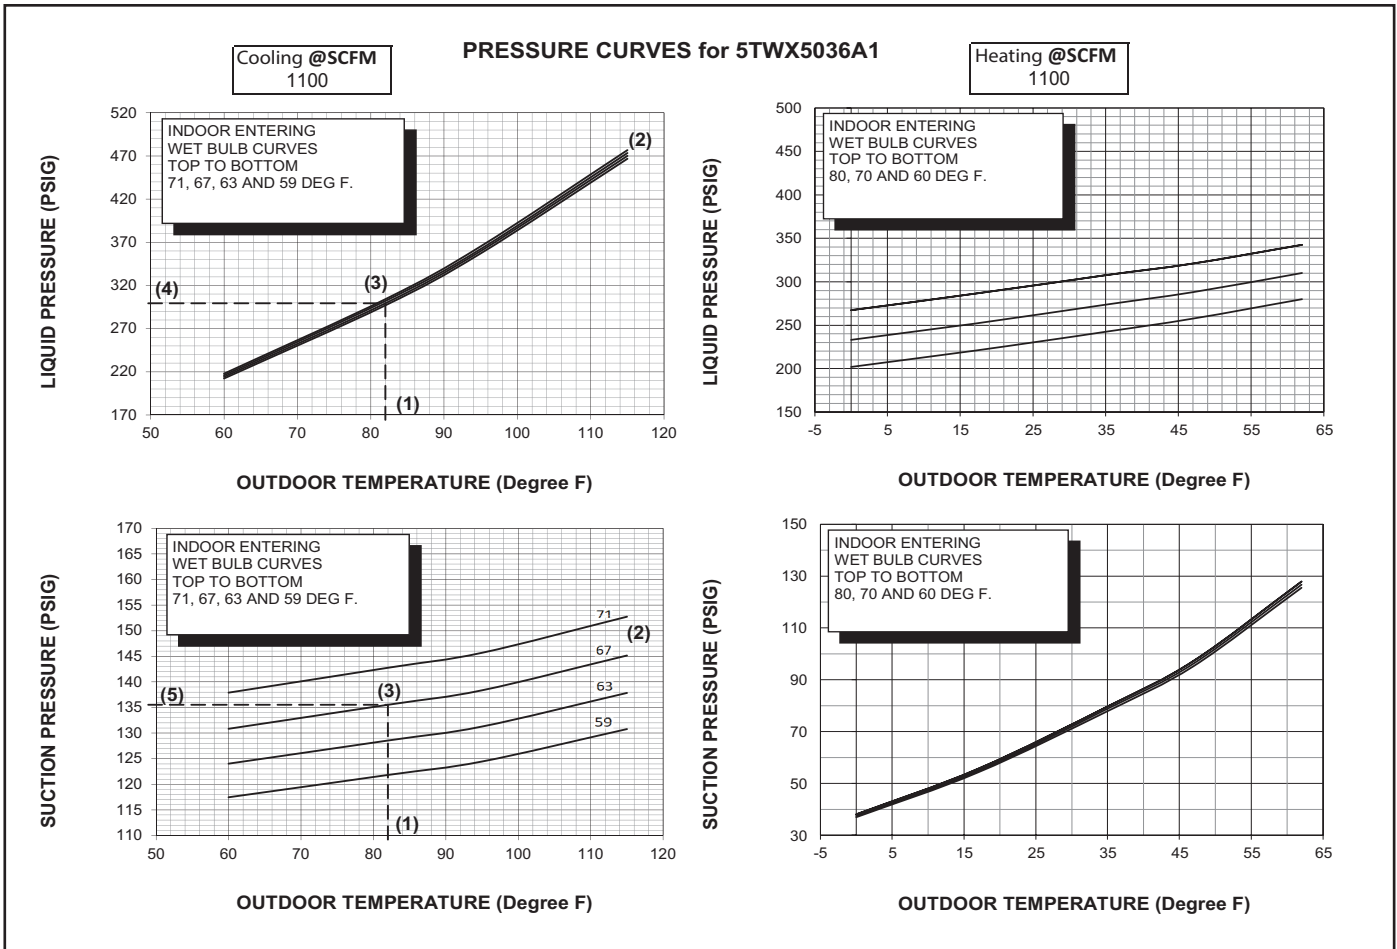 PRESSURE CURVES for 5TWX5036A1
Cooling @SCFM
1100
Heating @SCFM
1100
LIQUID PRESSURE (PSIG)
520
470
420
370
320
270
220
170
INDOOR ENTERING
WET BULB CURVES
TOP TO BOTTOM
71, 67, 63 AND 59 DEG F.
(2)
(3)
(4)
(1)
50 60 70 80 90 100 110 120
OUTDOOR TEMPERATURE (Degree F)
LIQUID PRESSURE (PSIG)
500
450
400
350
300
250
200
150
INDOOR ENTERING
WET BULB CURVES
TOP TO BOTTOM
80, 70 AND 60 DEG F.
-5 5 15 25 35 45 55 65
OUTDOOR TEMPERATURE (Degree F)
SUCTION PRESSURE (PSIG)
170
165
160
155
150
145
140
135
130
125
120
115
110
INDOOR ENTERING
WET BULB CURVES
TOP TO BOTTOM
71, 67, 63 AND 59 DEG F.
71
(2)
67
63
59
(5)
(3)
(1)
50 60 70 80 90 100 110 120
OUTDOOR TEMPERATURE (Degree F)
SUCTION PRESSURE (PSIG)
150
130
110
90
70
50
30
INDOOR ENTERING
WET BULB CURVES
TOP TO BOTTOM
80, 70 AND 60 DEG F.
-5 5 15 25 35 45 55 65
OUTDOOR TEMPERATURE (Degree F)